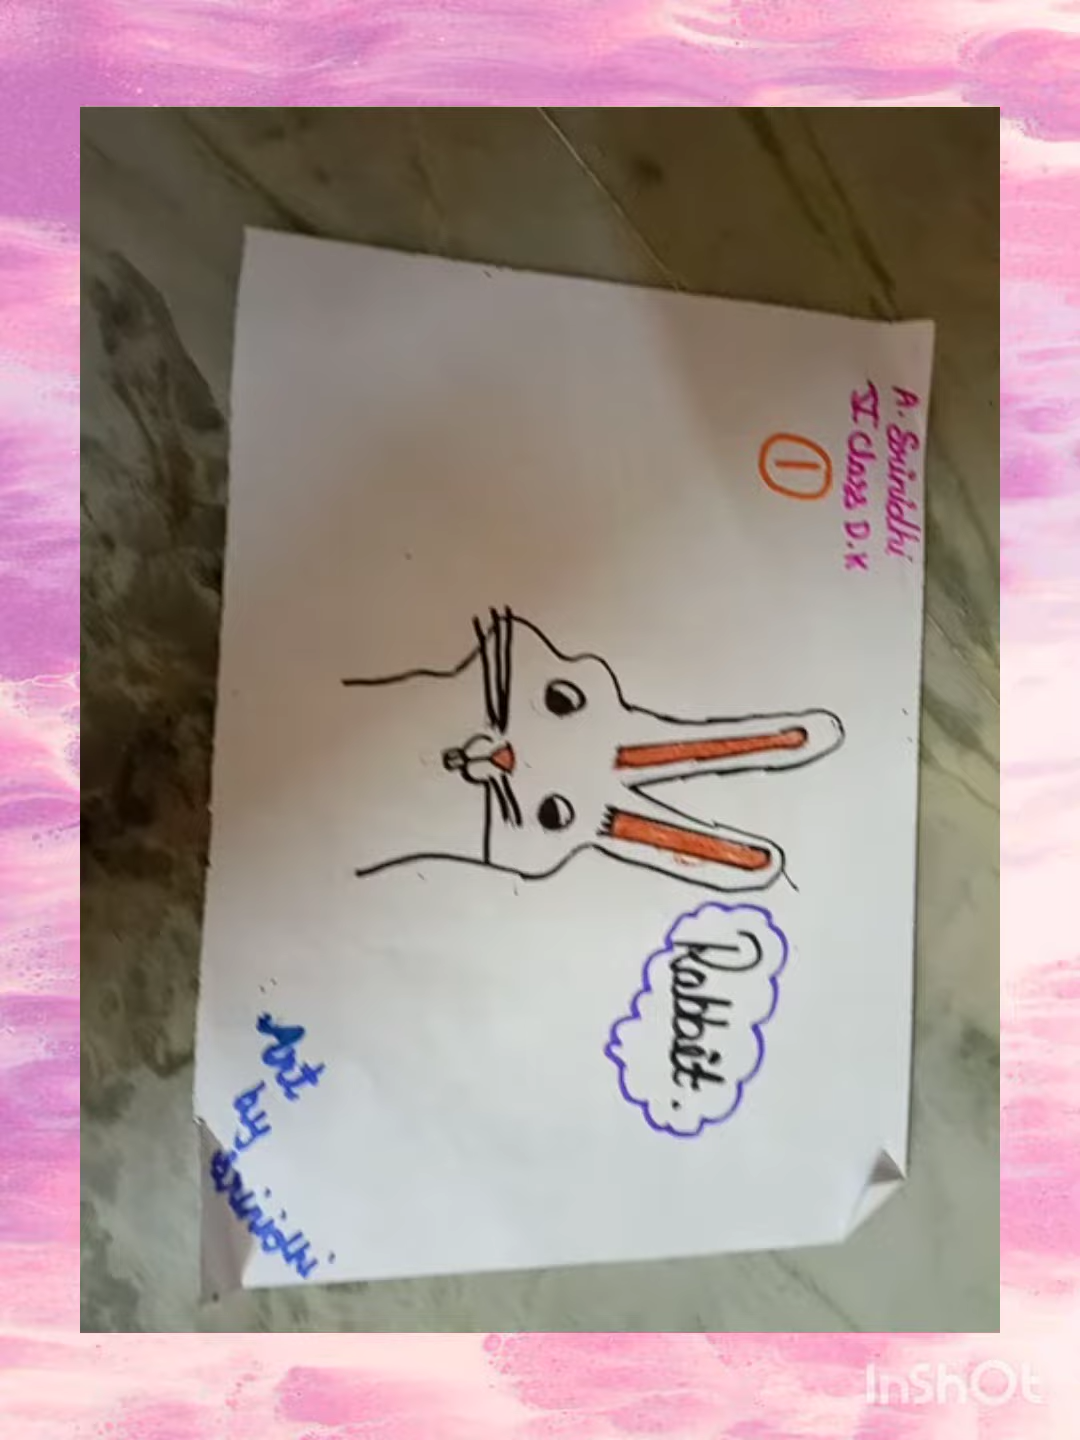 A. Srinidhi
VI Class D.K
1
Rabbit.
Art
by
srinidhi
InShOt